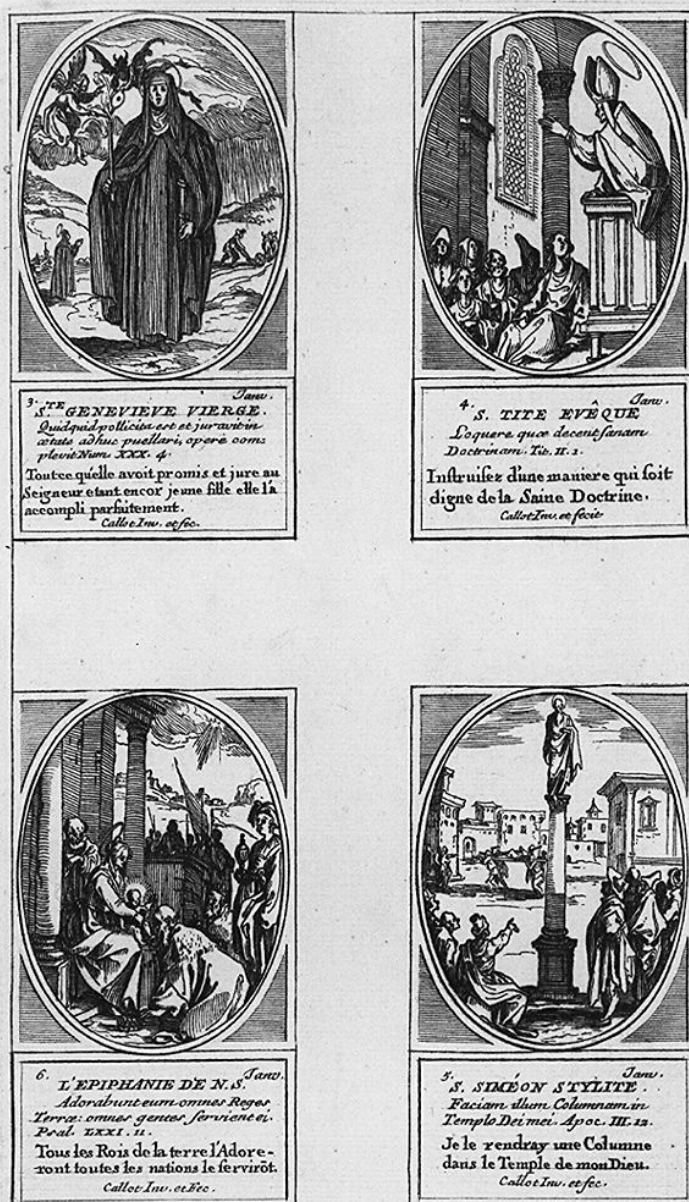 3. Janv.
S.TE GENEVIEVE VIERGE.
Quidquid pollicita est et juravit in
ætate adhuc puellari, opere com=
plevit Num. XXX. 4.
Tout ce qu'elle avoit promis et jure au
Seigneur etant encor jeune fille elle l'a
accompli parfaitement.
Callot Inv. et fec.
4. Janv.
S. TITE EVÊQUE
Loquere quæ decent sanam
Doctrinam. Tit. II. 1.
Instruisez d'une maniere qui soit
digne de la Saine Doctrine.
Callot Inv. et fecit
6. Janv.
L'EPIPHANIE DE N. S.
Adorabunt eum omnes Reges
Terræ: omnes gentes servient ei.
Psal. LXXI. 11.
Tous les Rois de la terre l'Adore-
ront toutes les nations le servirõt.
Callot Inv. et Fec.
5. Janv.
S. SIMÉON STYLITE.
Faciam illum Columnam in
Templo Dei mei. Apoc. III. 12.
Je le rendray une Columne
dans le Temple de mon Dieu.
Callot Inv. et fec.